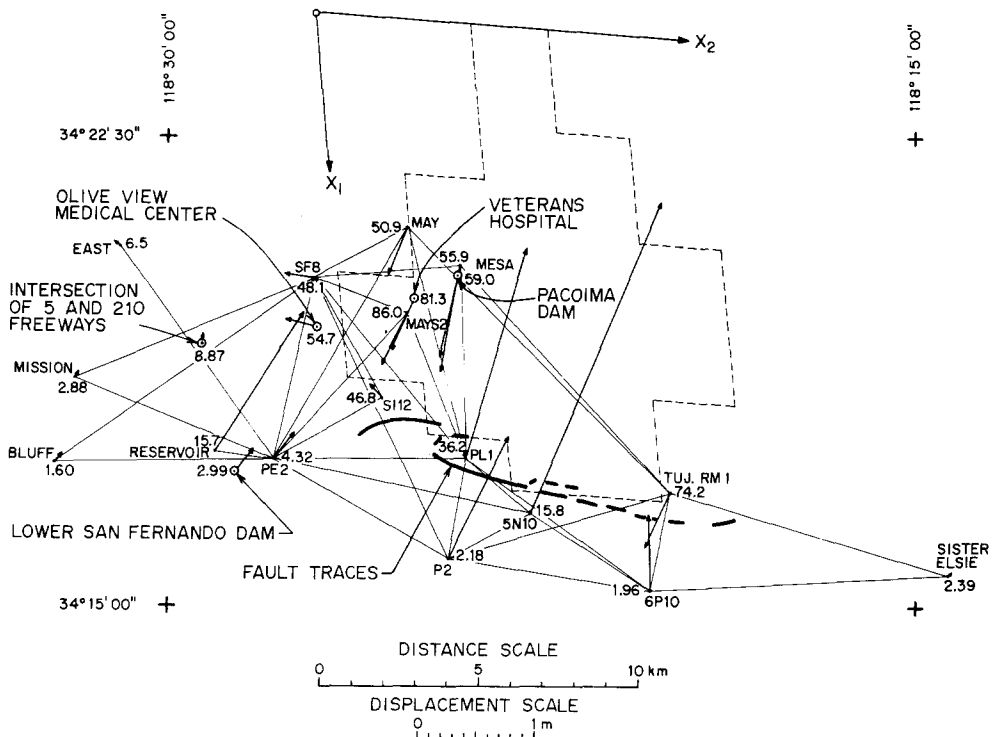 118° 30' 00"
118° 15' 00"
X₂
34° 22' 30"
X₁
OLIVE VIEW
MEDICAL CENTER
VETERANS
HOSPITAL
50.9
MAY
EAST
6.5
SF8
48.1
55.9
MESA
59.0
INTERSECTION
OF 5 AND 210
FREEWAYS
81.3
86.0
MAYS2
PACOIMA
DAM
54.7
8.87
MISSION
2.88
46.8
S112
BLUFF
1.60
RESERVOIR
15.7
4.32
PE2
36.2
PL1
2.99
TUJ. RM 1
74.2
15.8
5N10
LOWER SAN FERNANDO DAM
FAULT TRACES
P2
2.18
1.96
6P10
SISTER
ELSIE
2.39
34° 15' 00"
DISTANCE SCALE
0 5 10 km
DISPLACEMENT SCALE
0 1 m